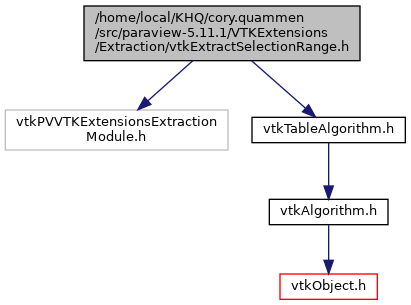 /home/local/KHQ/cory.quammen
/src/paraview-5.11.1/VTKExtensions
/Extraction/vtkExtractSelectionRange.h
vtkPVVTKExtensionsExtraction
Module.h
vtkTableAlgorithm.h
vtkAlgorithm.h
vtkObject.h